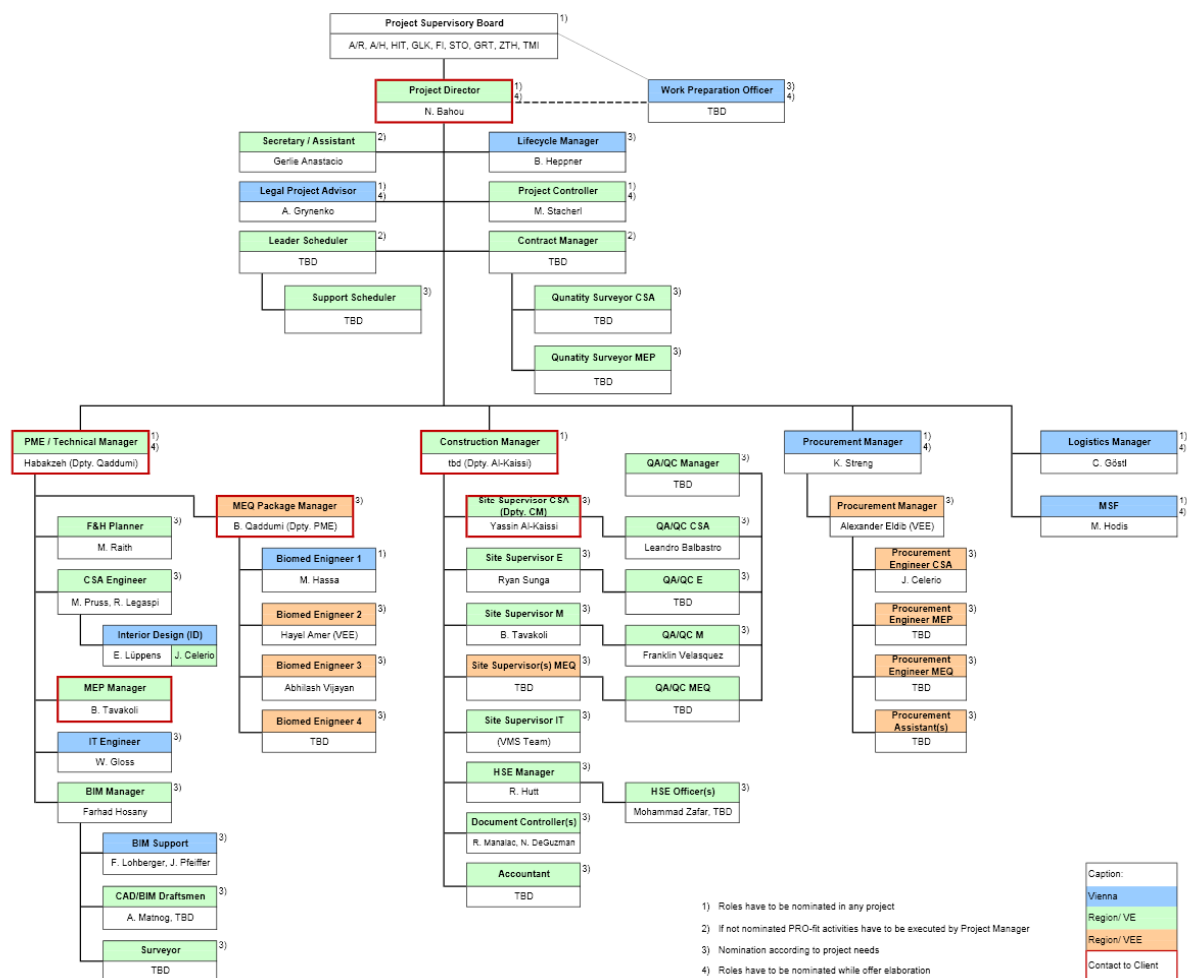 Project Supervisory Board
1)
A/R, A/H, HIT, GLK, FI, STO, GRT, ZTH, TMI
Project Director
1)
4)
N. Bahou
Work Preparation Officer
3)
4)
TBD
Secretary / Assistant
2)
Gerlie Anastacio
Lifecycle Manager
3)
B. Heppner
Legal Project Advisor
1)
4)
A. Grynenko
Project Controller
1)
4)
M. Stacherl
Leader Scheduler
2)
TBD
Contract Manager
2)
TBD
Support Scheduler
3)
TBD
Qunatity Surveyor CSA
3)
TBD
Qunatity Surveyor MEP
3)
TBD
PME / Technical Manager
1)
4)
Habakzeh (Dpty. Qaddumi)
MEQ Package Manager
3)
B. Qaddumi (Dpty. PME)
F&H Planner
3)
M. Raith
CSA Engineer
3)
M. Pruss, R. Legaspi
Interior Design (ID)
E. Lüppens
J. Celerio
MEP Manager
B. Tavakoli
IT Engineer
3)
W. Gloss
BIM Manager
3)
Farhad Hosany
BIM Support
3)
F. Lohberger, J. Pfeiffer
CAD/BIM Draftsmen
3)
A. Matnog, TBD
Surveyor
3)
TBD
Biomed Enigneer 1
1)
M. Hassa
Biomed Enigneer 2
3)
Hayel Amer (VEE)
Biomed Enigneer 3
3)
Abhilash Vijayan
Biomed Enigneer 4
3)
TBD
Construction Manager
1)
tbd (Dpty. Al-Kaissi)
Site Supervisor CSA
(Dpty. CM)
3)
Yassin Al-Kaissi
Site Supervisor E
3)
Ryan Sunga
Site Supervisor M
3)
B. Tavakoli
Site Supervisor(s) MEQ
3)
TBD
Site Supervisor IT
3)
(VMS Team)
HSE Manager
3)
R. Hutt
Document Controller(s)
3)
R. Manalac, N. DeGuzman
Accountant
3)
TBD
QA/QC Manager
3)
TBD
QA/QC CSA
3)
Leandro Balbastro
QA/QC E
3)
TBD
QA/QC M
3)
Franklin Velasquez
QA/QC MEQ
3)
TBD
HSE Officer(s)
3)
Mohammad Zafar, TBD
Procurement Manager
1)
4)
K. Streng
Procurement Manager
3)
Alexander Eldib (VEE)
Procurement
Engineer CSA
3)
J. Celerio
Procurement
Engineer MEP
3)
TBD
Procurement
Engineer MEQ
3)
TBD
Procurement
Assistant(s)
3)
TBD
Logistics Manager
1)
4)
C. Göstl
MSF
1)
4)
M. Hodis
1) Roles have to be nominated in any project
2) If not nominated PRO-fit activities have to be executed by Project Manager
3) Nomination according to project needs
4) Roles have to be nominated while offer elaboration
Caption:
Vienna
Region/ VE
Region/ VEE
Contact to Client